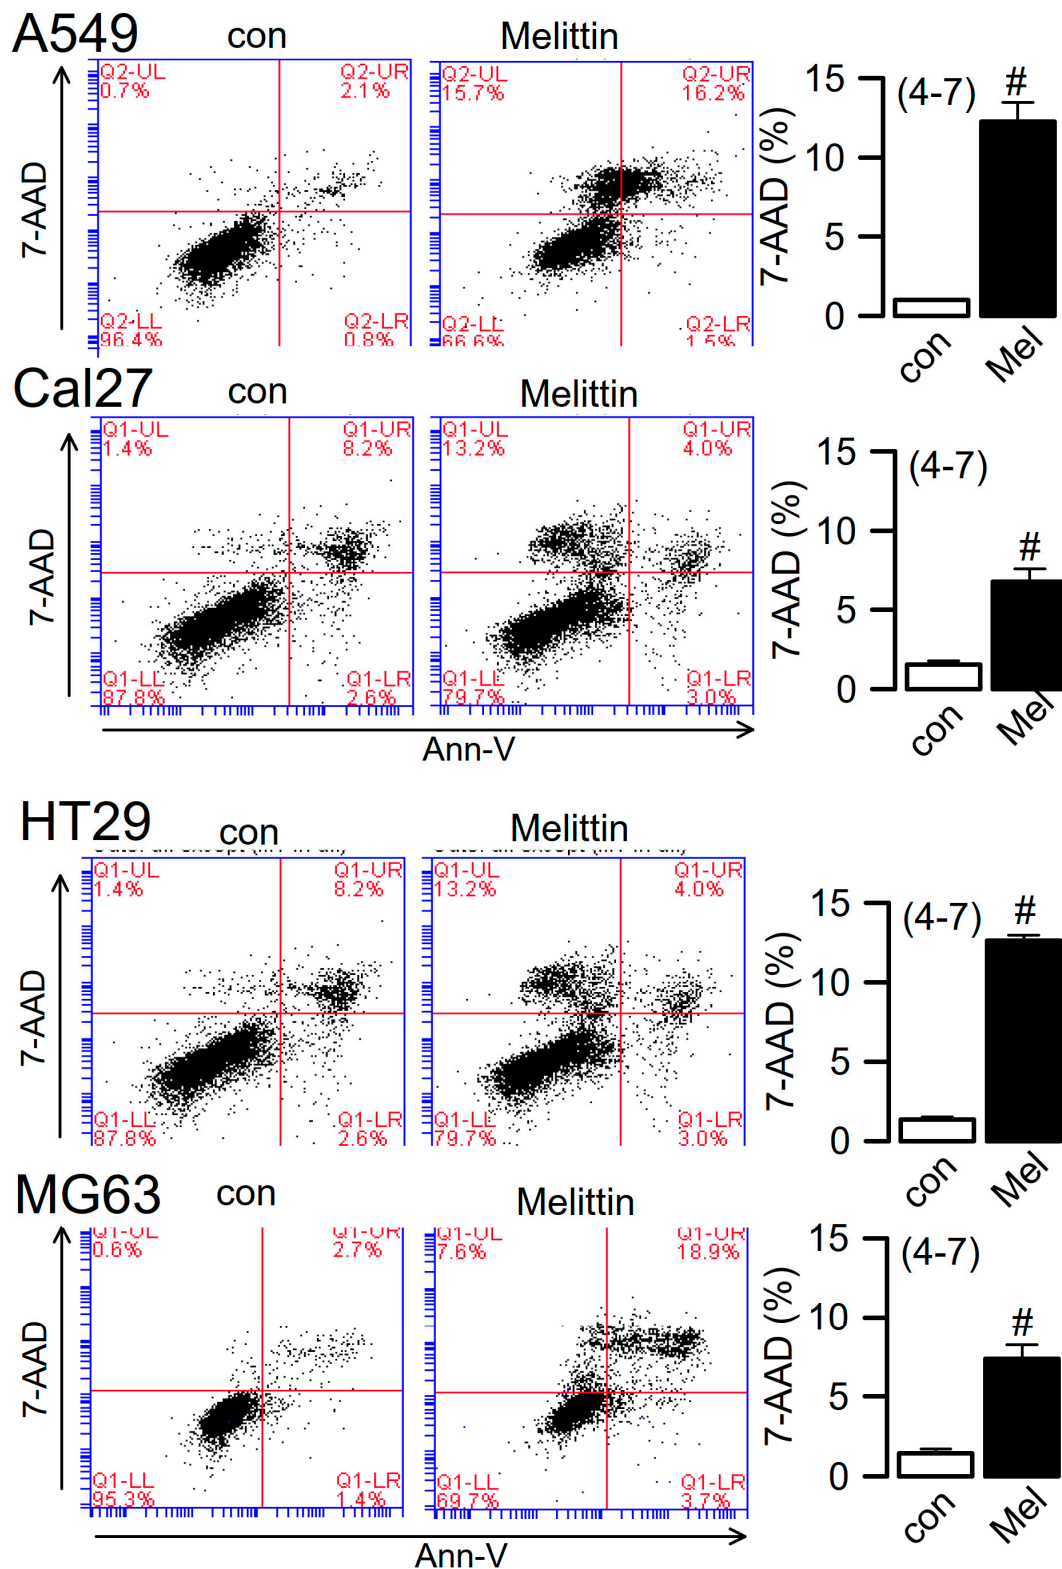 A549
con
Melittin
Q2-UL
0.7%
Q2-UR
2.1%
Q2-LL
96.4%
Q2-LR
0.8%
7-AAD
Q2-UL
15.7%
Q2-UR
16.2%
Q2-LL
66.6%
Q2-LR
1.5%
7-AAD (%)
15
10
5
0
(4-7)
#
con
Mel
Cal27
con
Melittin
Q1-UL
1.4%
Q1-UR
8.2%
Q1-LL
87.8%
Q1-LR
2.6%
7-AAD
Q1-UL
13.2%
Q1-UR
4.0%
Q1-LL
79.7%
Q1-LR
3.0%
Ann-V
7-AAD (%)
15
10
5
0
(4-7)
#
con
Mel
HT29
con
Melittin
Q1-UL
1.4%
Q1-UR
8.2%
Q1-LL
87.8%
Q1-LR
2.6%
7-AAD
Q1-UL
13.2%
Q1-UR
4.0%
Q1-LL
79.7%
Q1-LR
3.0%
7-AAD (%)
15
10
5
0
(4-7)
#
con
Mel
MG63
con
Melittin
Q1-UL
0.6%
Q1-UR
2.7%
Q1-LL
95.3%
Q1-LR
1.4%
7-AAD
Q1-UL
7.6%
Q1-UR
18.9%
Q1-LL
69.7%
Q1-LR
3.7%
Ann-V
7-AAD (%)
15
10
5
0
(4-7)
#
con
Mel